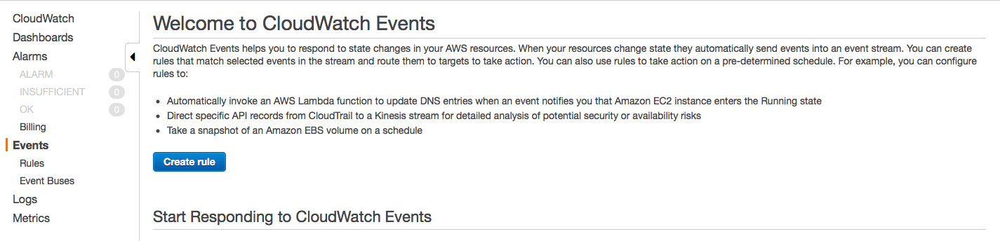 CloudWatch
Dashboards
Alarms
ALARM 0
INSUFFICIENT 0
OK 0
Billing
Events
Rules
Event Buses
Logs
Metrics
Welcome to CloudWatch Events
CloudWatch Events helps you to respond to state changes in your AWS resources. When your resources change state they automatically send events into an event stream. You can create
rules that match selected events in the stream and route them to targets to take action. You can also use rules to take action on a pre-determined schedule. For example, you can configure
rules to:
• Automatically invoke an AWS Lambda function to update DNS entries when an event notifies you that Amazon EC2 instance enters the Running state
• Direct specific API records from CloudTrail to a Kinesis stream for detailed analysis of potential security or availability risks
• Take a snapshot of an Amazon EBS volume on a schedule
Create rule
Start Responding to CloudWatch Events